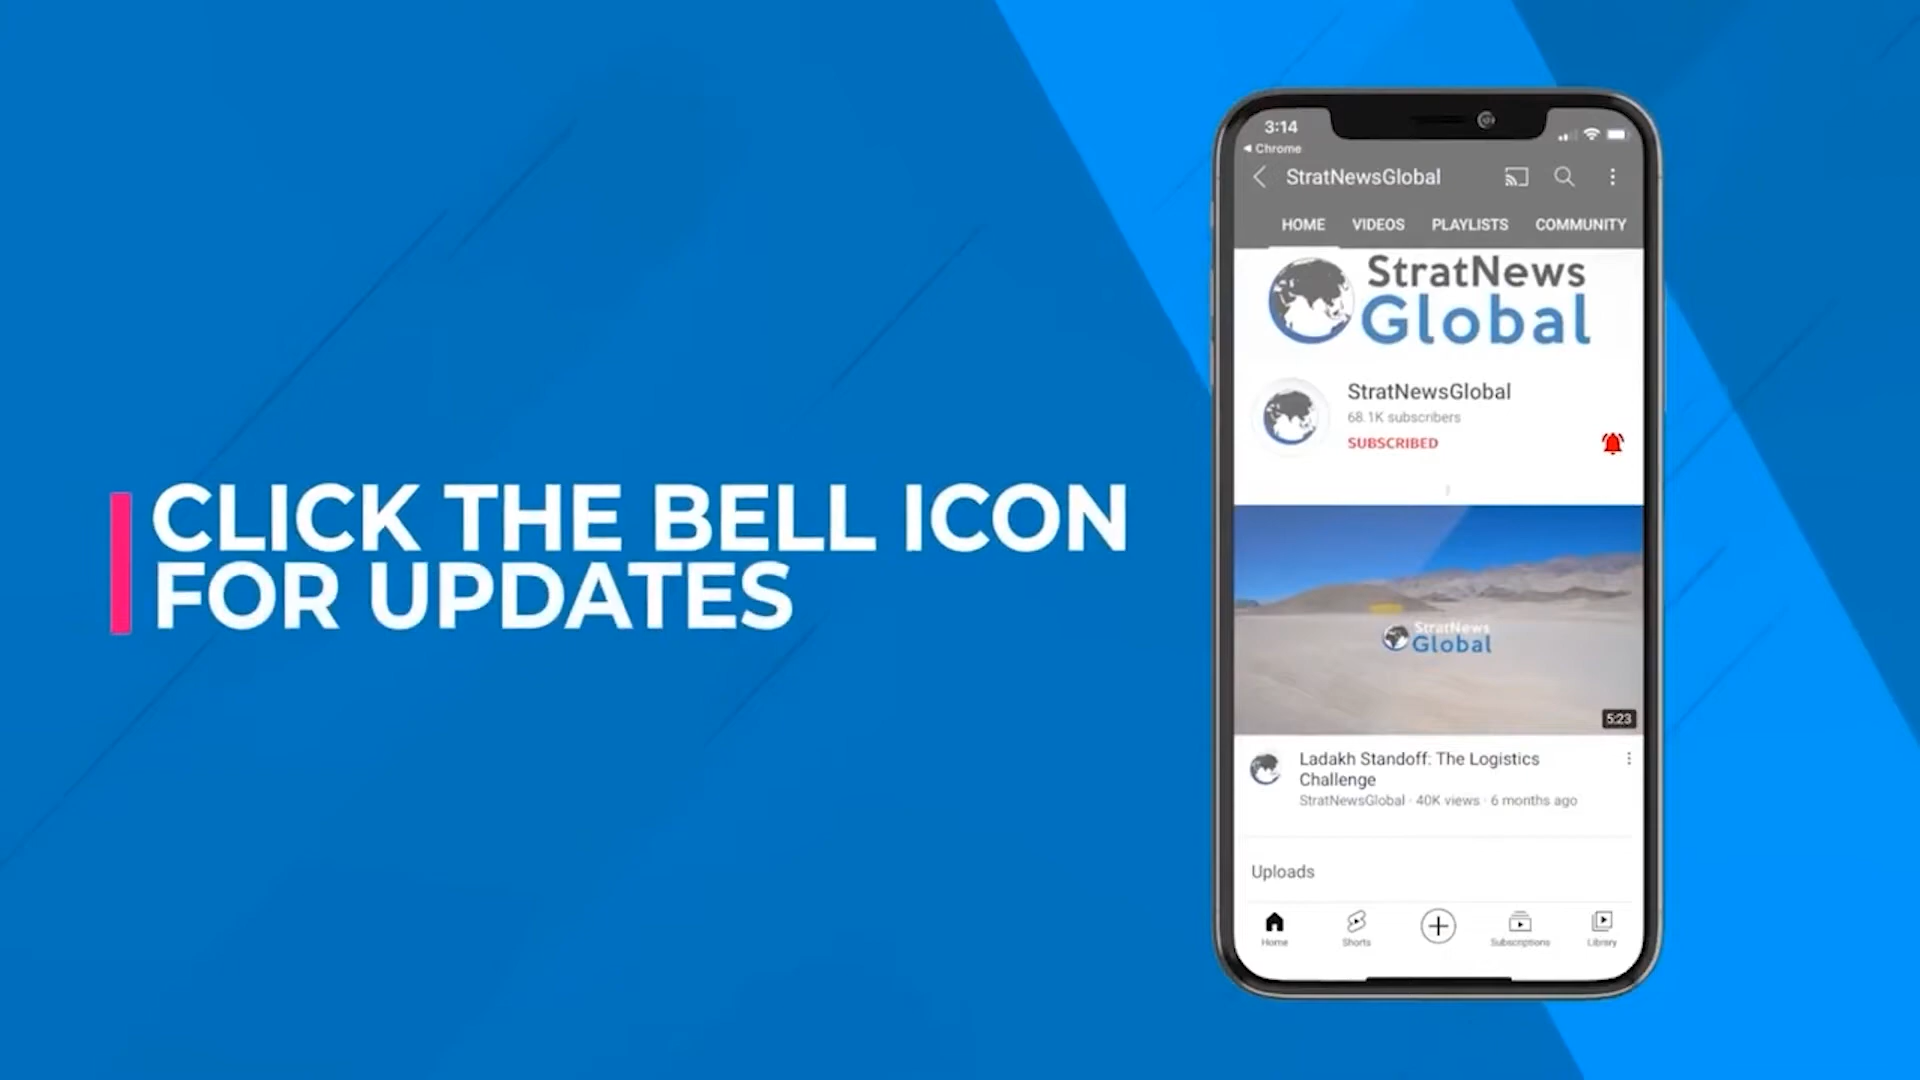 CLICK THE BELL ICON
FOR UPDATES
3:14
Chrome
StratNewsGlobal
HOME VIDEOS PLAYLISTS COMMUNITY
StratNews
Global
StratNewsGlobal
68.1K subscribers
SUBSCRIBED
StratNews
Global
5:23
Ladakh Standoff: The Logistics
Challenge
StratNewsGlobal · 40K views · 6 months ago
Uploads
Home Shorts Subscriptions Library